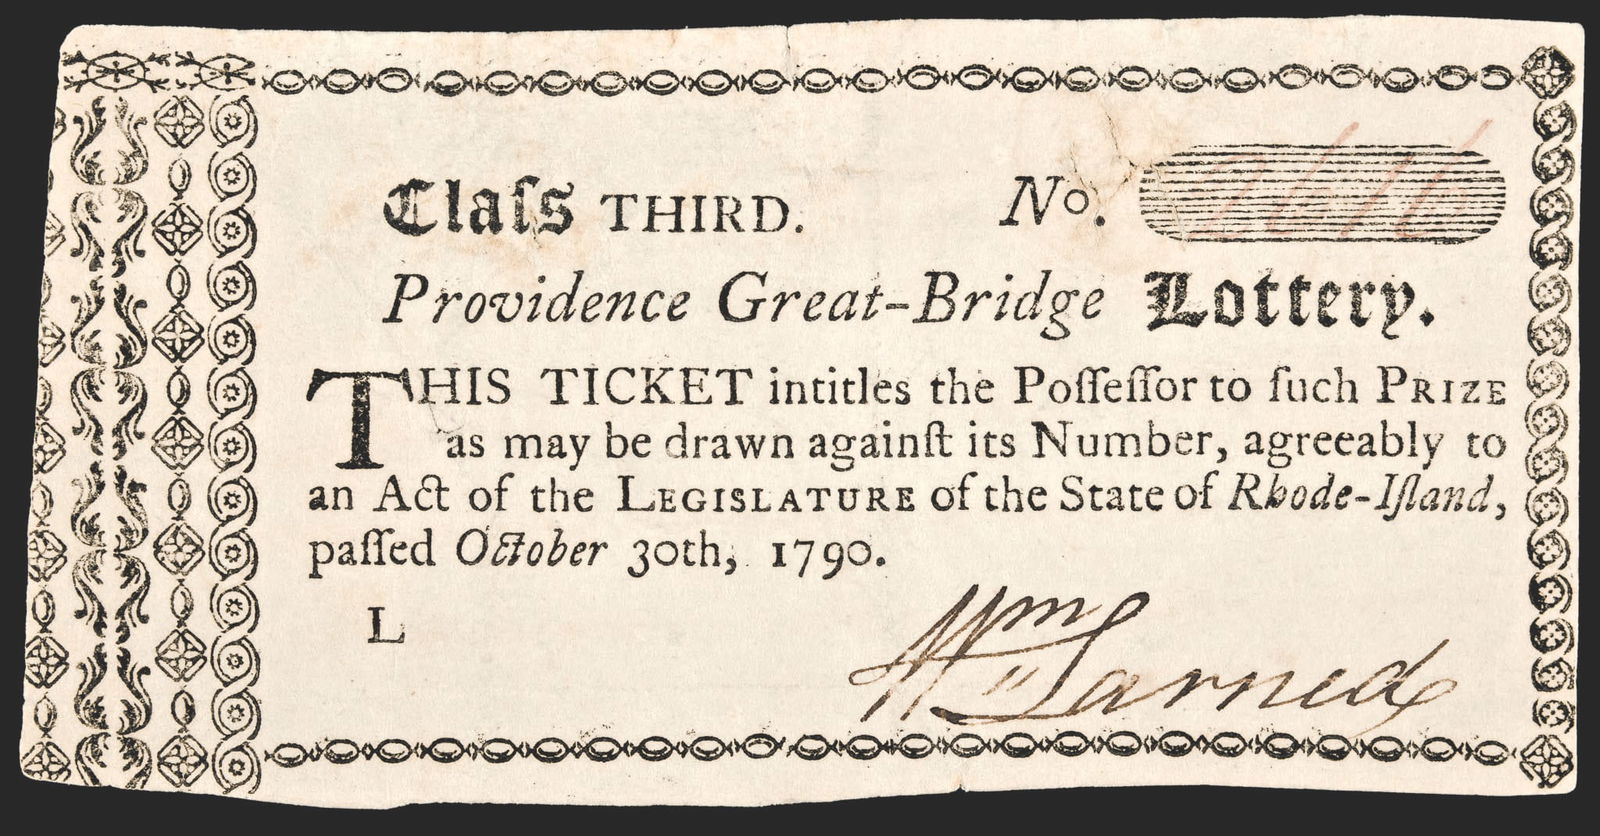 Claſs THIRD. No.
Providence Great-Bridge Lottery.
THIS TICKET intitles the Poſſeſſor to ſuch PRIZE
as may be drawn againſt its Number, agreeably to
an Act of the LEGISLATURE of the State of Rhode-Iſland,
paſſed October 30th, 1790.
L
Wm Larned